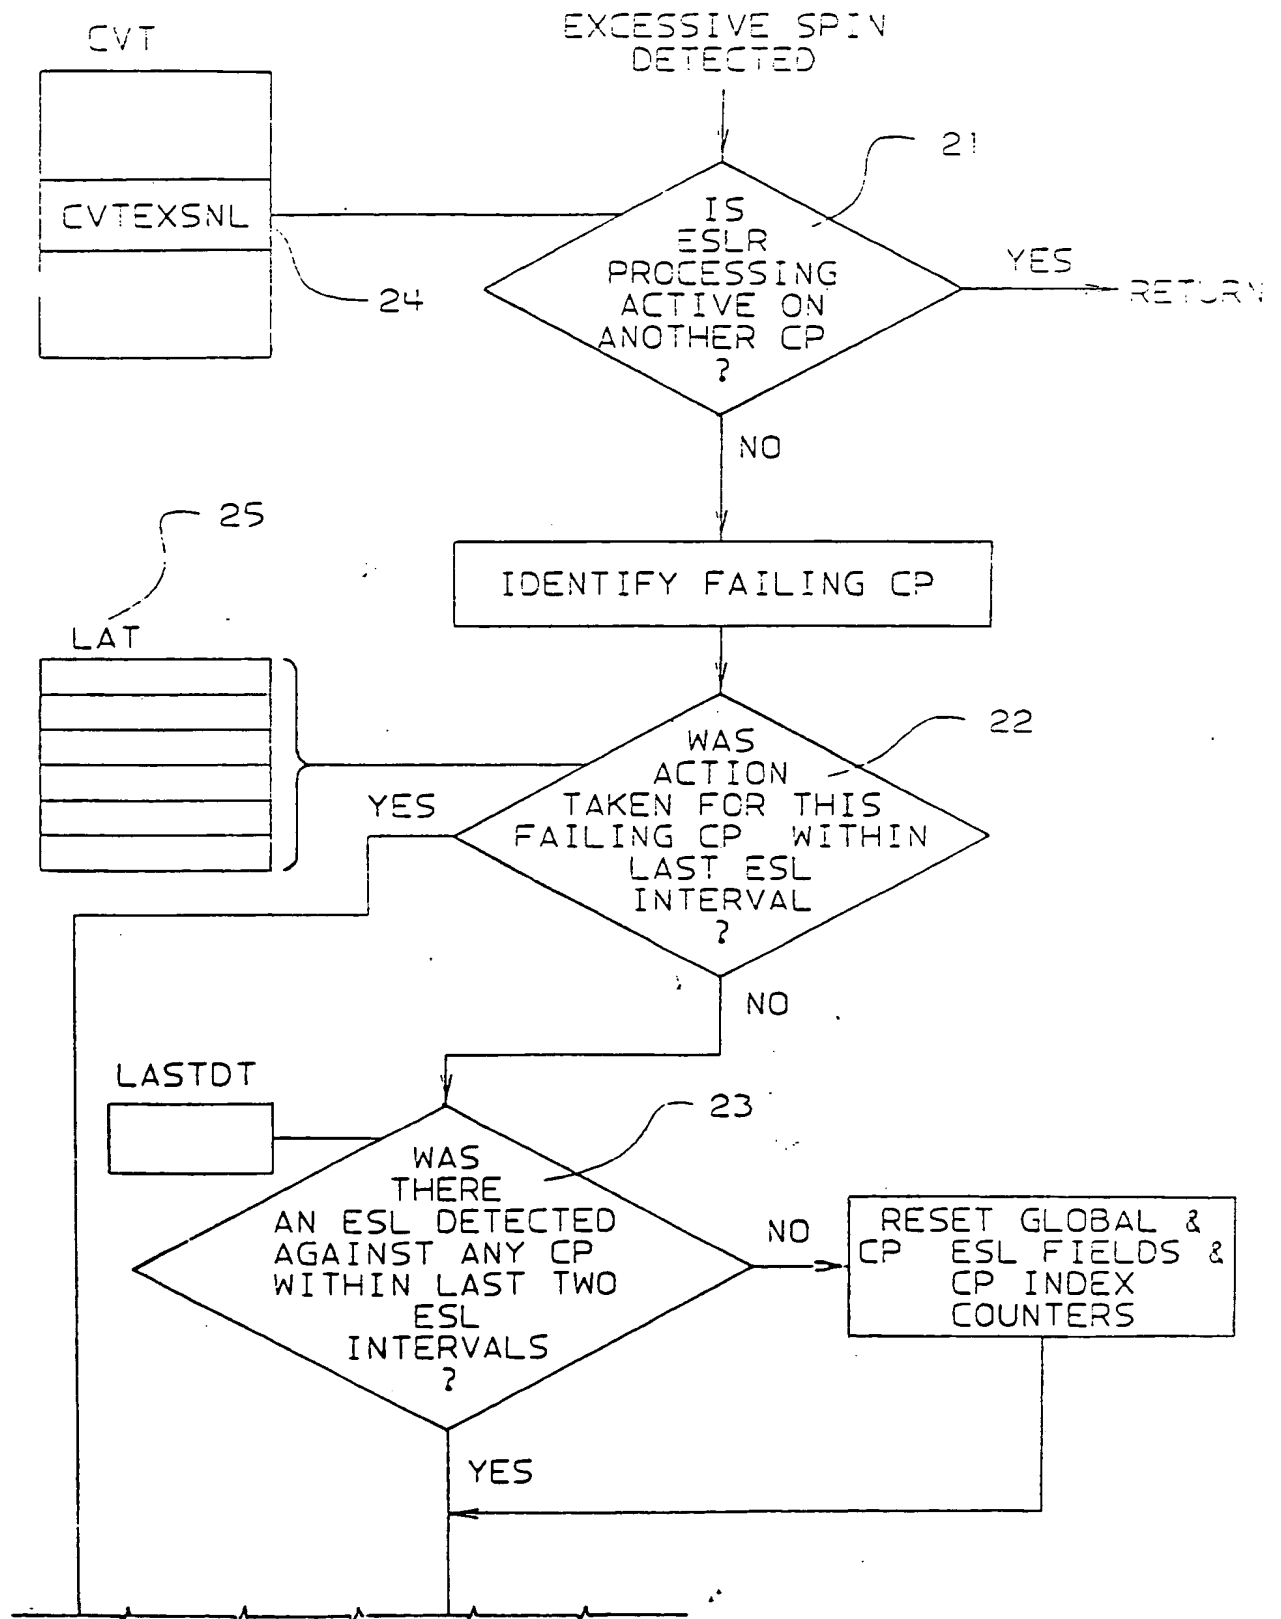 CVT
EXCESSIVE SPIN
DETECTED
21
CVTEXSNL
24
IS
ESLR
PROCESSING
ACTIVE ON
ANOTHER CP
?
YES
RETURN
NO
25
IDENTIFY FAILING CP
LAT
22
WAS
ACTION
TAKEN FOR THIS
FAILING CP WITHIN
LAST ESL
INTERVAL
?
YES
NO
LASTDT
23
WAS
THERE
AN ESL DETECTED
AGAINST ANY CP
WITHIN LAST TWO
ESL
INTERVALS
?
NO
RESET GLOBAL &
CP ESL FIELDS &
CP INDEX
COUNTERS
YES